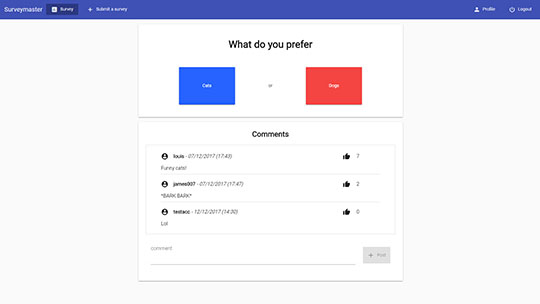 Surveymaster Survey Submit a survey Profile Logout
What do you prefer
Cats or Dogs
Comments
louis - 07/12/2017 (17:43) 7
Funny cats!
james007 - 07/12/2017 (17:47) 2
*BARK BARK*
testacc - 12/12/2017 (14:30) 0
Lol
comment
Post